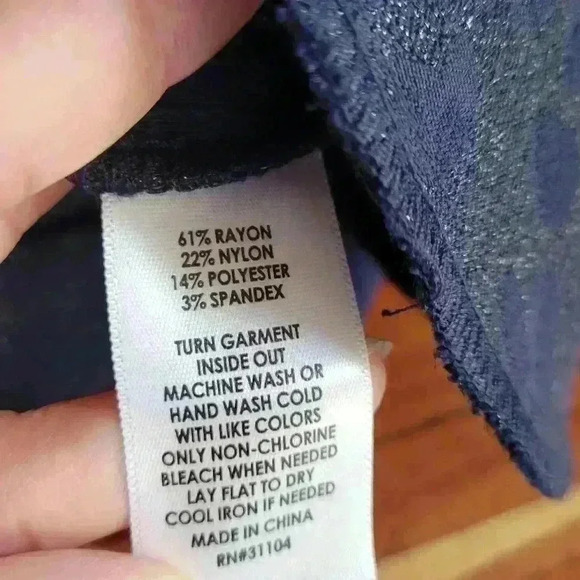 61% RAYON
22% NYLON
14% POLYESTER
3% SPANDEX
TURN GARMENT
INSIDE OUT
MACHINE WASH OR
HAND WASH COLD
WITH LIKE COLORS
ONLY NON-CHLORINE
BLEACH WHEN NEEDED
LAY FLAT TO DRY
COOL IRON IF NEEDED
MADE IN CHINA
RN#31104